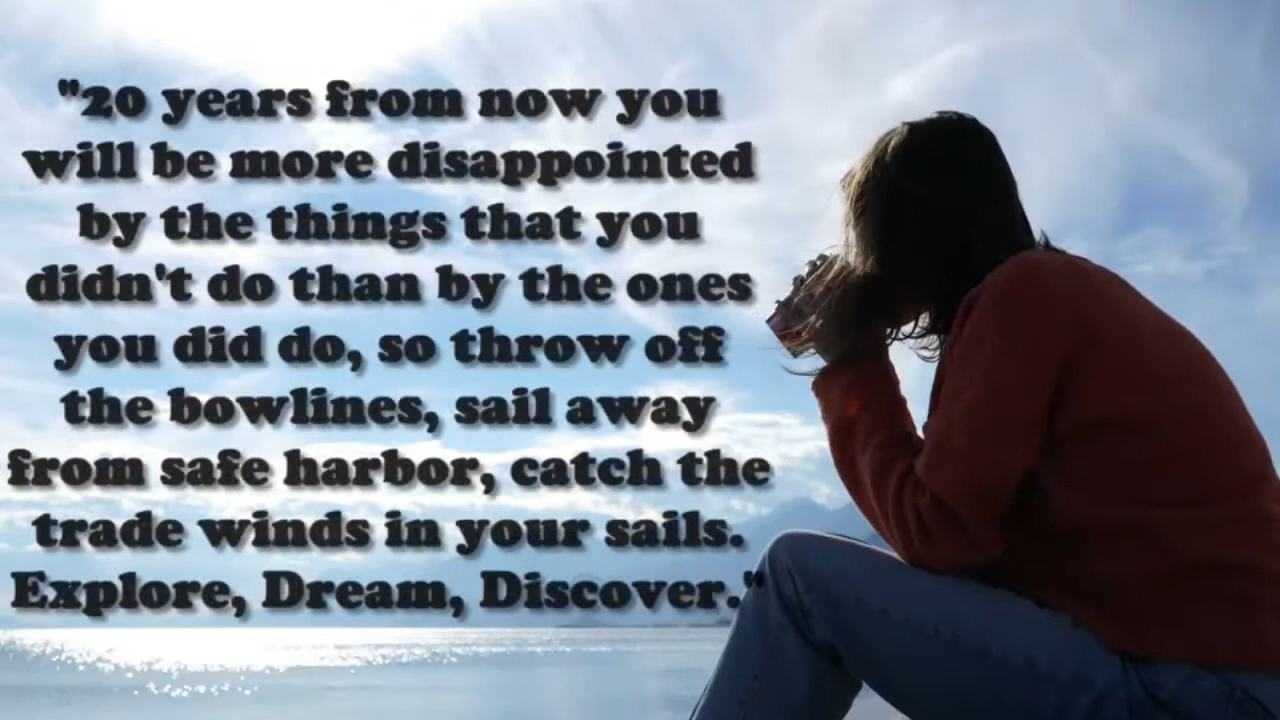 "20 years from now you
will be more disappointed
by the things that you
didn't do than by the ones
you did do, so throw off
the bowlines, sail away
from safe harbor, catch the
trade winds in your sails.
Explore, Dream, Discover."